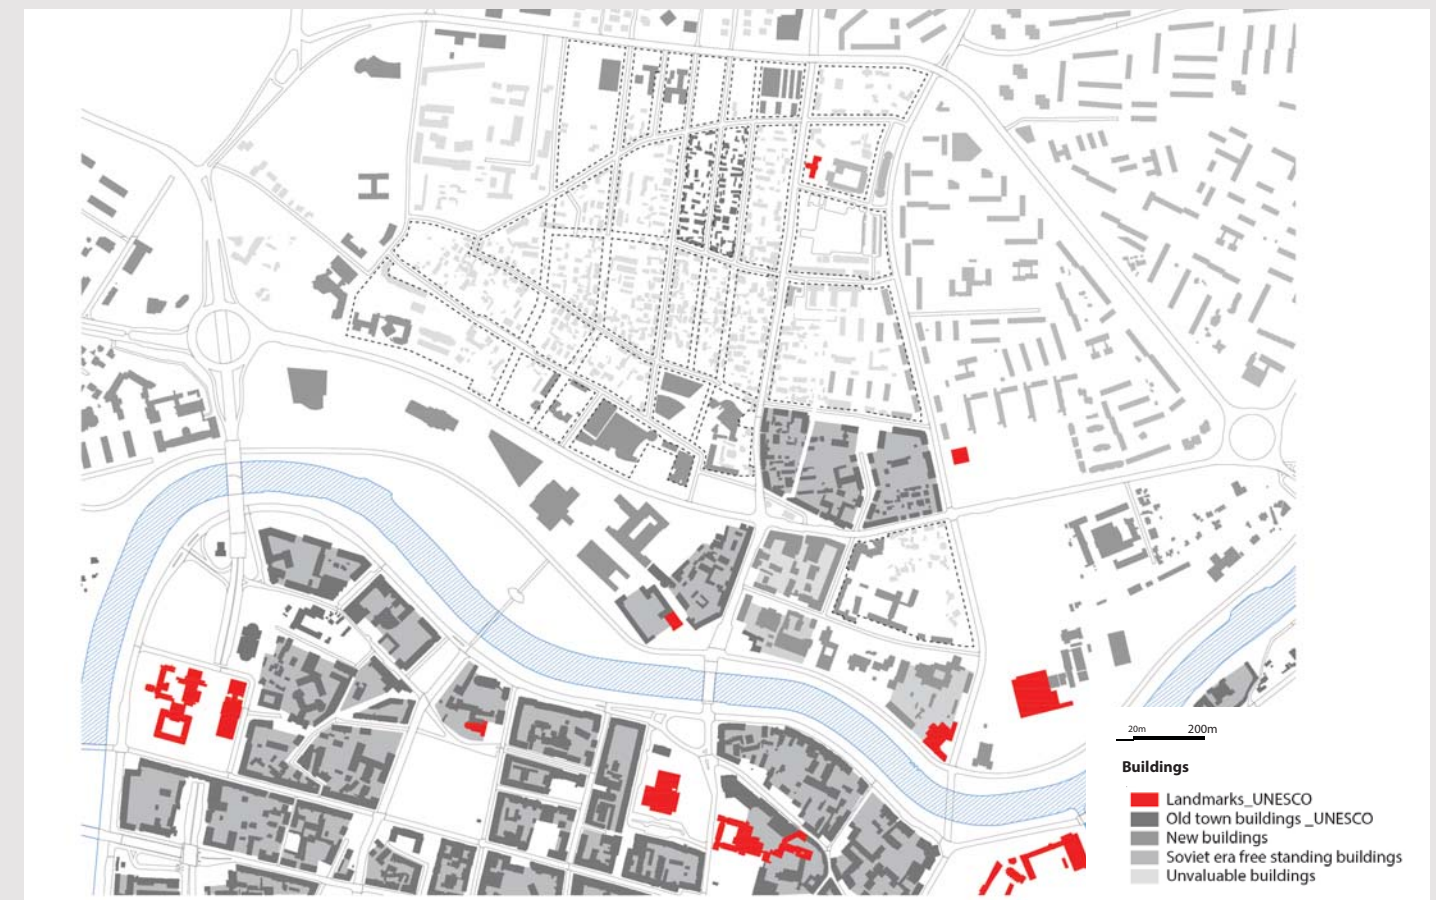 20m 200m
Buildings
Landmarks_UNESCO
Old town buildings _UNESCO
New buildings
Soviet era free standing buildings
Unvaluable buildings